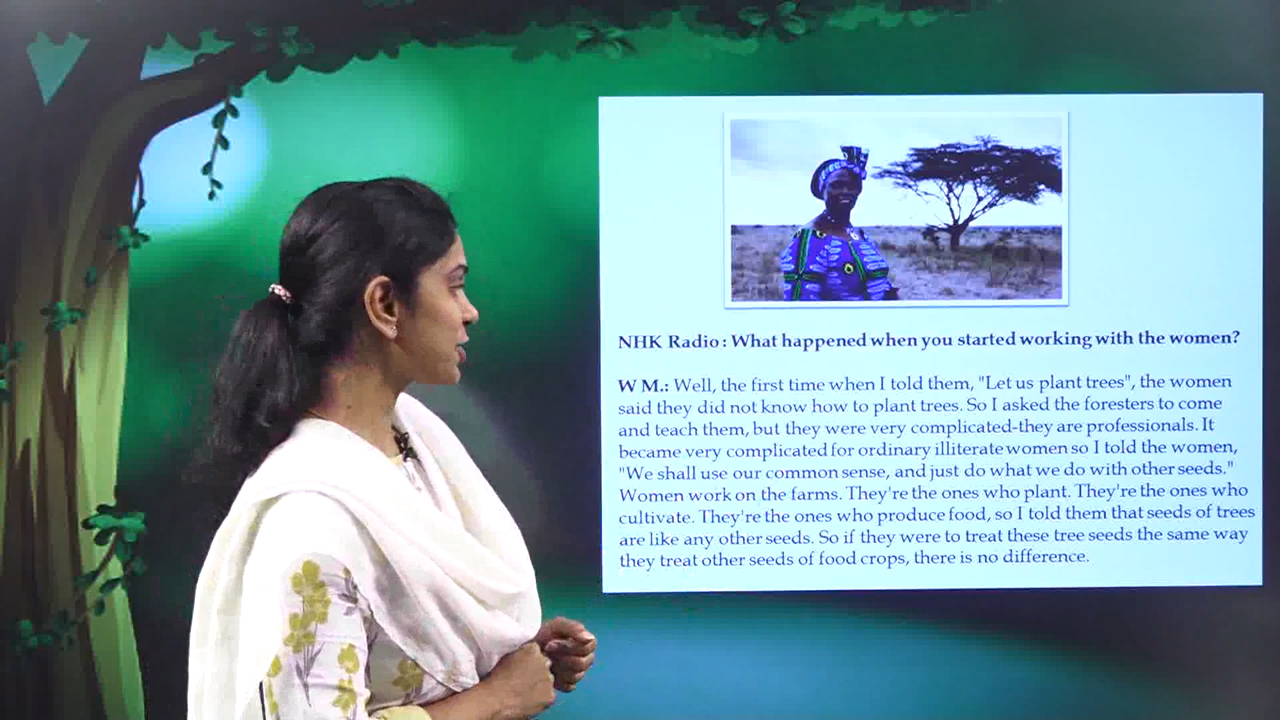 NHK Radio: What happened when you started working with the women?
W M.: Well, the first time when I told them, "Let us plant trees", the women
said they did not know how to plant trees. So I asked the foresters to come
and teach them, but they were very complicated-they are professionals. It
became very complicated for ordinary illiterate women so I told the women,
"We shall use our common sense, and just do what we do with other seeds."
Women work on the farms. They're the ones who plant. They're the ones who
cultivate. They're the ones who produce food, so I told them that seeds of trees
are like any other seeds. So if they were to treat these tree seeds the same way
they treat other seeds of food crops, there is no difference.